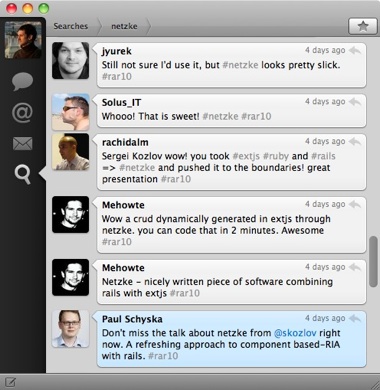 Searches netzke
jyurek 4 days ago
Still not sure I'd use it, but #netzke looks pretty slick.
#rar10
Solus_IT 4 days ago
Whooo! That is sweet! #netzke #rar10
rachidalm 4 days ago
Sergei Kozlov wow! you took #extjs #ruby and #rails
=> #netzke and pushed it to the boundaries! great
presentation #rar10
Mehowte 4 days ago
Wow a crud dynamically generated in extjs through
netzke. you can code that in 2 minutes. Awesome
#rar10
Mehowte 4 days ago
Netzke - nicely written piece of software combining
rails with extjs #rar10
Paul Schyska 4 days ago
Don't miss the talk about netzke from @skozlov right
now. A refreshing approach to component based-RIA
with rails. #rar10